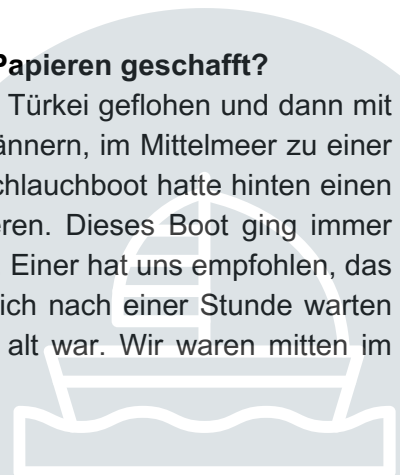 Papieren geschafft?
Türkei geflohen und dann mit
ännern, im Mittelmeer zu einer
chlauchboot hatte hinten einen
eren. Dieses Boot ging immer
Einer hat uns empfohlen, das
ich nach einer Stunde warten
alt war. Wir waren mitten im